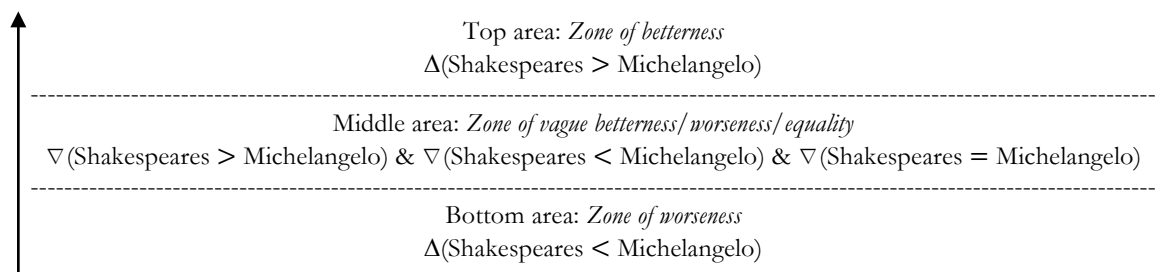 Top area: Zone of betterness
Δ(Shakespeares > Michelangelo)
Middle area: Zone of vague betterness/worseness/equality
∇(Shakespeares > Michelangelo) & ∇(Shakespeares < Michelangelo) & ∇(Shakespeares = Michelangelo)
Bottom area: Zone of worseness
Δ(Shakespeares < Michelangelo)